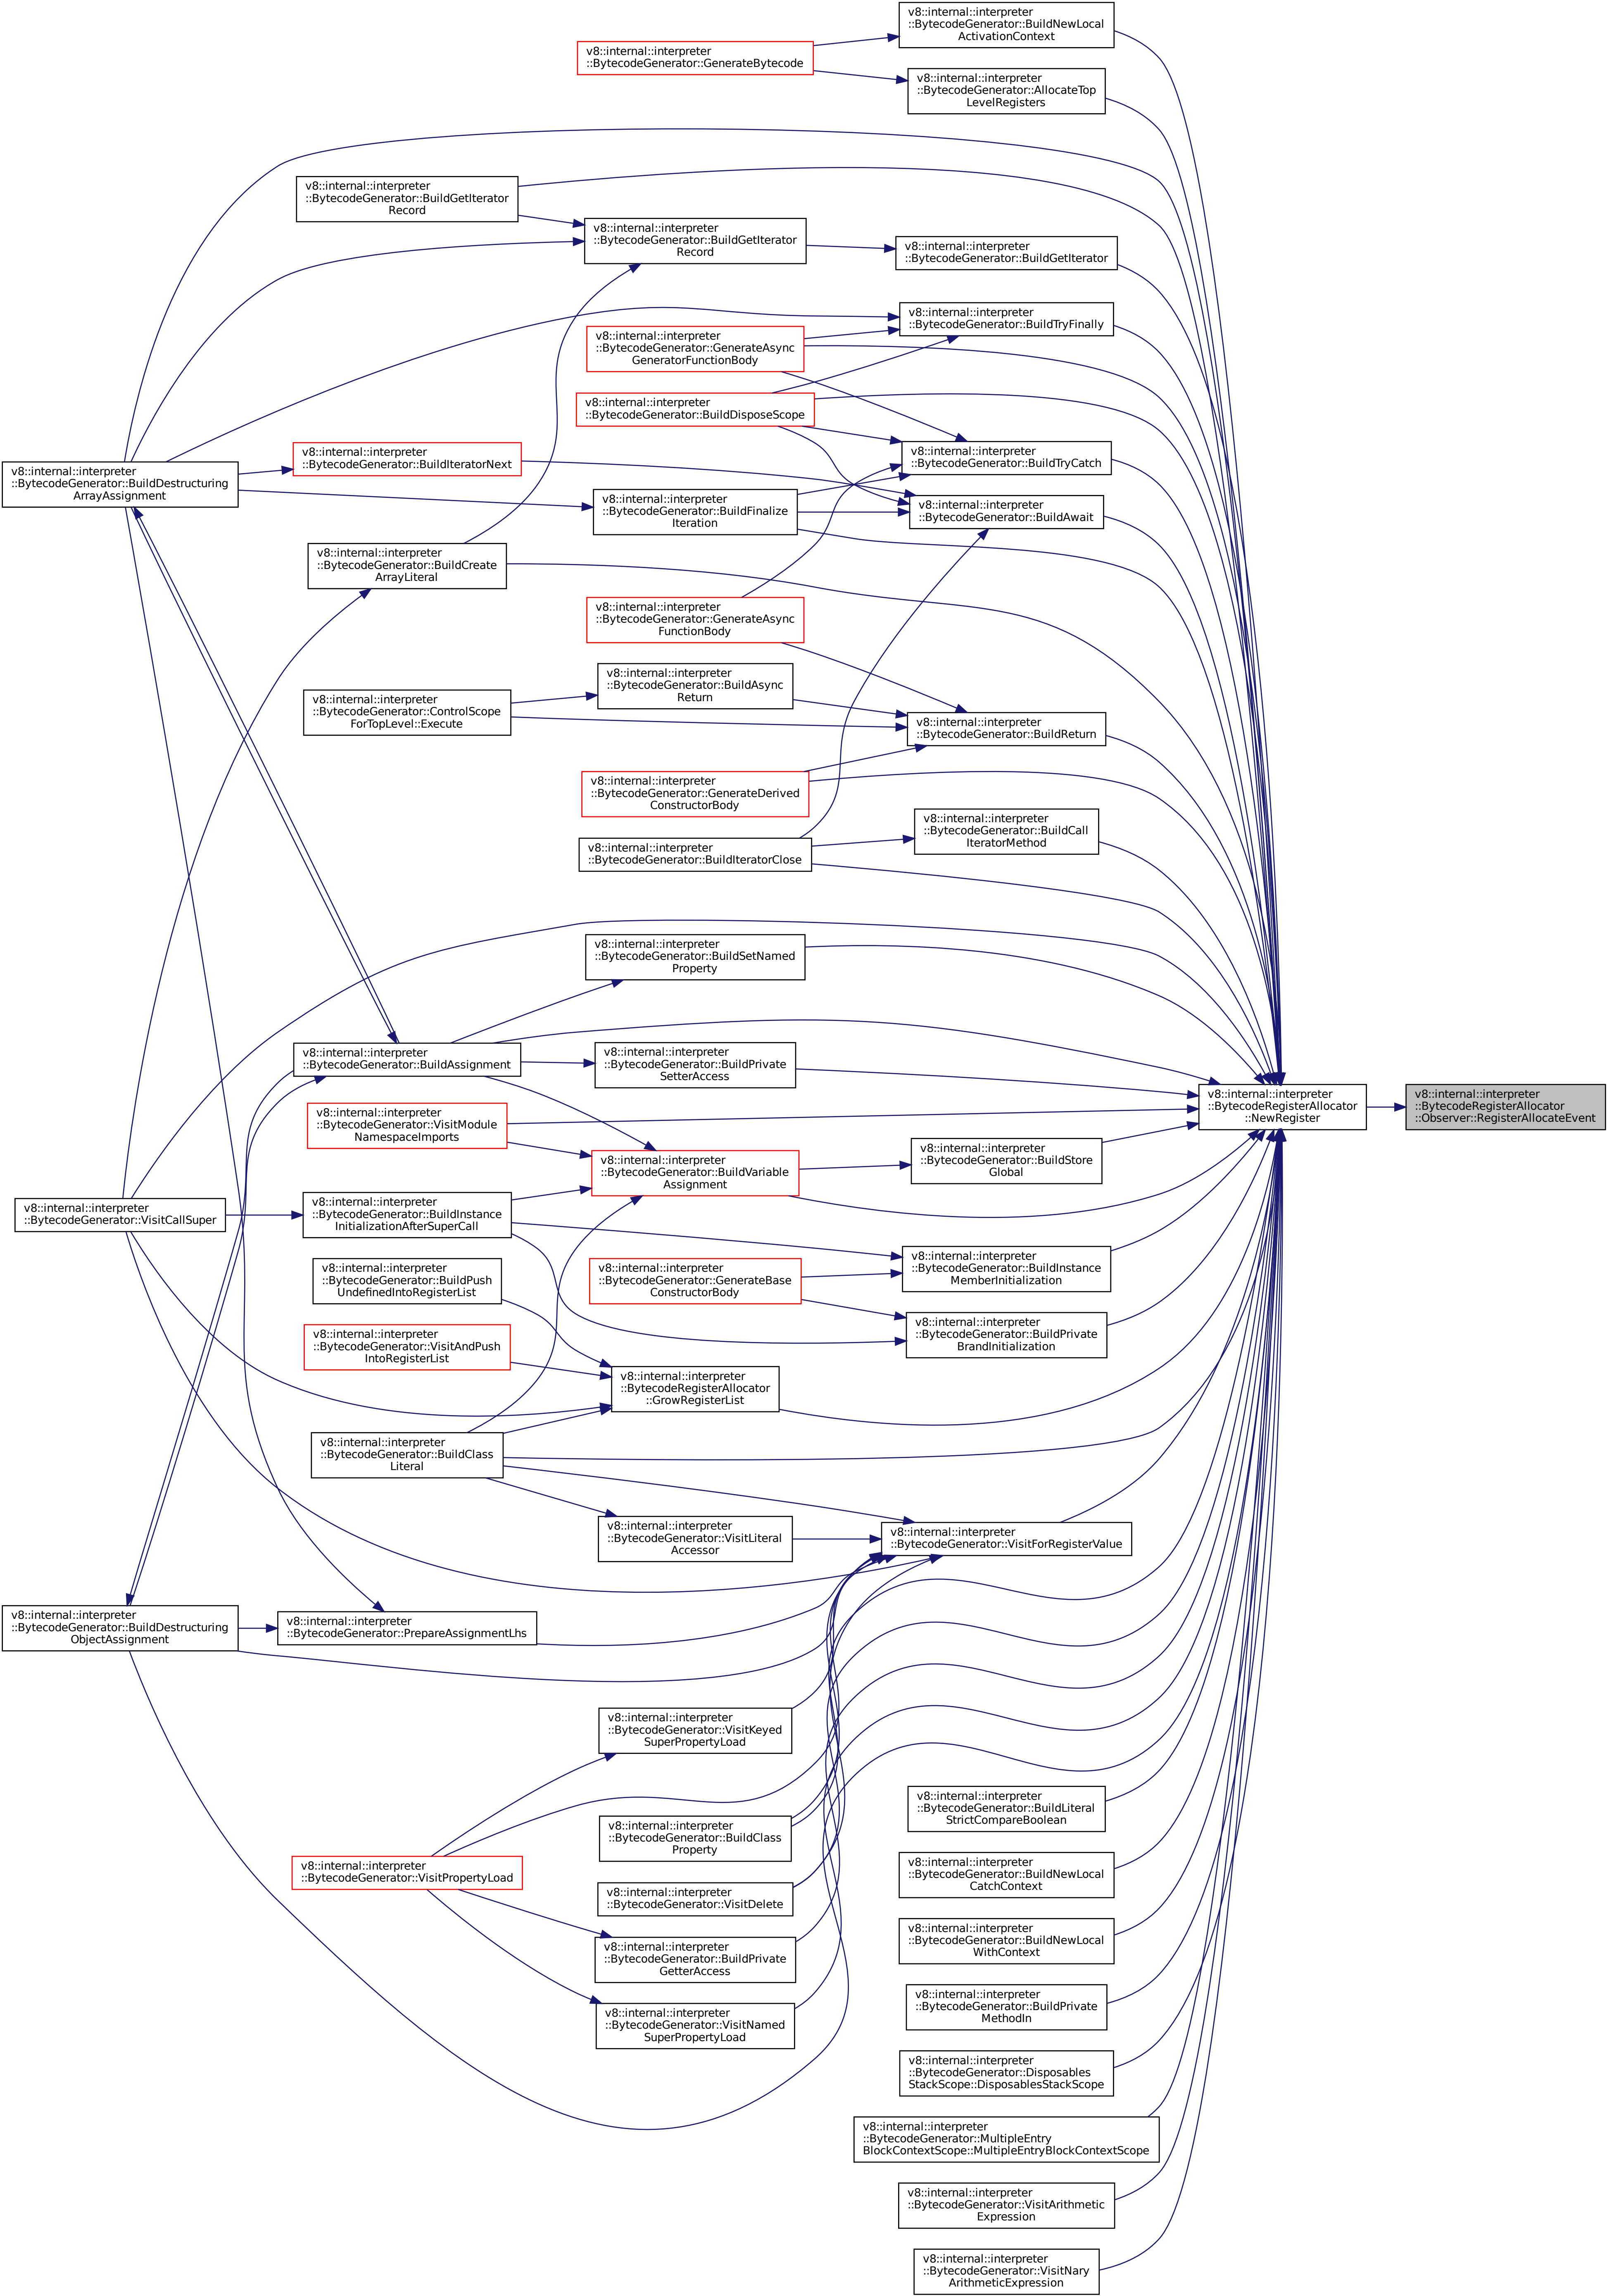 v8::internal::interpreter
::BytecodeGenerator::BuildNewLocal
ActivationContext
v8::internal::interpreter
::BytecodeGenerator::GenerateBytecode
v8::internal::interpreter
::BytecodeGenerator::AllocateTop
LevelRegisters
v8::internal::interpreter
::BytecodeGenerator::BuildGetIterator
Record
v8::internal::interpreter
::BytecodeGenerator::BuildGetIterator
Record
v8::internal::interpreter
::BytecodeGenerator::BuildGetIterator
v8::internal::interpreter
::BytecodeGenerator::BuildTryFinally
v8::internal::interpreter
::BytecodeGenerator::GenerateAsync
GeneratorFunctionBody
v8::internal::interpreter
::BytecodeGenerator::BuildDisposeScope
v8::internal::interpreter
::BytecodeGenerator::BuildTryCatch
v8::internal::interpreter
::BytecodeGenerator::BuildIteratorNext
v8::internal::interpreter
::BytecodeGenerator::BuildDestructuring
ArrayAssignment
v8::internal::interpreter
::BytecodeGenerator::BuildFinalize
Iteration
v8::internal::interpreter
::BytecodeGenerator::BuildAwait
v8::internal::interpreter
::BytecodeGenerator::BuildCreate
ArrayLiteral
v8::internal::interpreter
::BytecodeGenerator::GenerateAsync
FunctionBody
v8::internal::interpreter
::BytecodeGenerator::BuildAsync
Return
v8::internal::interpreter
::BytecodeGenerator::ControlScope
ForTopLevel::Execute
v8::internal::interpreter
::BytecodeGenerator::BuildReturn
v8::internal::interpreter
::BytecodeGenerator::GenerateDerived
ConstructorBody
v8::internal::interpreter
::BytecodeGenerator::BuildCall
IteratorMethod
v8::internal::interpreter
::BytecodeGenerator::BuildIteratorClose
v8::internal::interpreter
::BytecodeGenerator::BuildSetNamed
Property
v8::internal::interpreter
::BytecodeGenerator::BuildAssignment
v8::internal::interpreter
::BytecodeGenerator::BuildPrivate
SetterAccess
v8::internal::interpreter
::BytecodeRegisterAllocator
::NewRegister
v8::internal::interpreter
::BytecodeRegisterAllocator
::Observer::RegisterAllocateEvent
v8::internal::interpreter
::BytecodeGenerator::VisitModule
NamespaceImports
v8::internal::interpreter
::BytecodeGenerator::BuildStore
Global
v8::internal::interpreter
::BytecodeGenerator::BuildVariable
Assignment
v8::internal::interpreter
::BytecodeGenerator::VisitCallSuper
v8::internal::interpreter
::BytecodeGenerator::BuildInstance
InitializationAfterSuperCall
v8::internal::interpreter
::BytecodeGenerator::BuildInstance
MemberInitialization
v8::internal::interpreter
::BytecodeGenerator::BuildPush
UndefinedIntoRegisterList
v8::internal::interpreter
::BytecodeGenerator::GenerateBase
ConstructorBody
v8::internal::interpreter
::BytecodeGenerator::BuildPrivate
BrandInitialization
v8::internal::interpreter
::BytecodeGenerator::VisitAndPush
IntoRegisterList
v8::internal::interpreter
::BytecodeRegisterAllocator
::GrowRegisterList
v8::internal::interpreter
::BytecodeGenerator::BuildClass
Literal
v8::internal::interpreter
::BytecodeGenerator::VisitLiteral
Accessor
v8::internal::interpreter
::BytecodeGenerator::VisitForRegisterValue
v8::internal::interpreter
::BytecodeGenerator::BuildDestructuring
ObjectAssignment
v8::internal::interpreter
::BytecodeGenerator::PrepareAssignmentLhs
v8::internal::interpreter
::BytecodeGenerator::VisitKeyed
SuperPropertyLoad
v8::internal::interpreter
::BytecodeGenerator::BuildLiteral
StrictCompareBoolean
v8::internal::interpreter
::BytecodeGenerator::BuildClass
Property
v8::internal::interpreter
::BytecodeGenerator::VisitPropertyLoad
v8::internal::interpreter
::BytecodeGenerator::BuildNewLocal
CatchContext
v8::internal::interpreter
::BytecodeGenerator::VisitDelete
v8::internal::interpreter
::BytecodeGenerator::BuildNewLocal
WithContext
v8::internal::interpreter
::BytecodeGenerator::BuildPrivate
GetterAccess
v8::internal::interpreter
::BytecodeGenerator::BuildPrivate
MethodIn
v8::internal::interpreter
::BytecodeGenerator::VisitNamed
SuperPropertyLoad
v8::internal::interpreter
::BytecodeGenerator::Disposables
StackScope::DisposablesStackScope
v8::internal::interpreter
::BytecodeGenerator::MultipleEntry
BlockContextScope::MultipleEntryBlockContextScope
v8::internal::interpreter
::BytecodeGenerator::VisitArithmetic
Expression
v8::internal::interpreter
::BytecodeGenerator::VisitNary
ArithmeticExpression